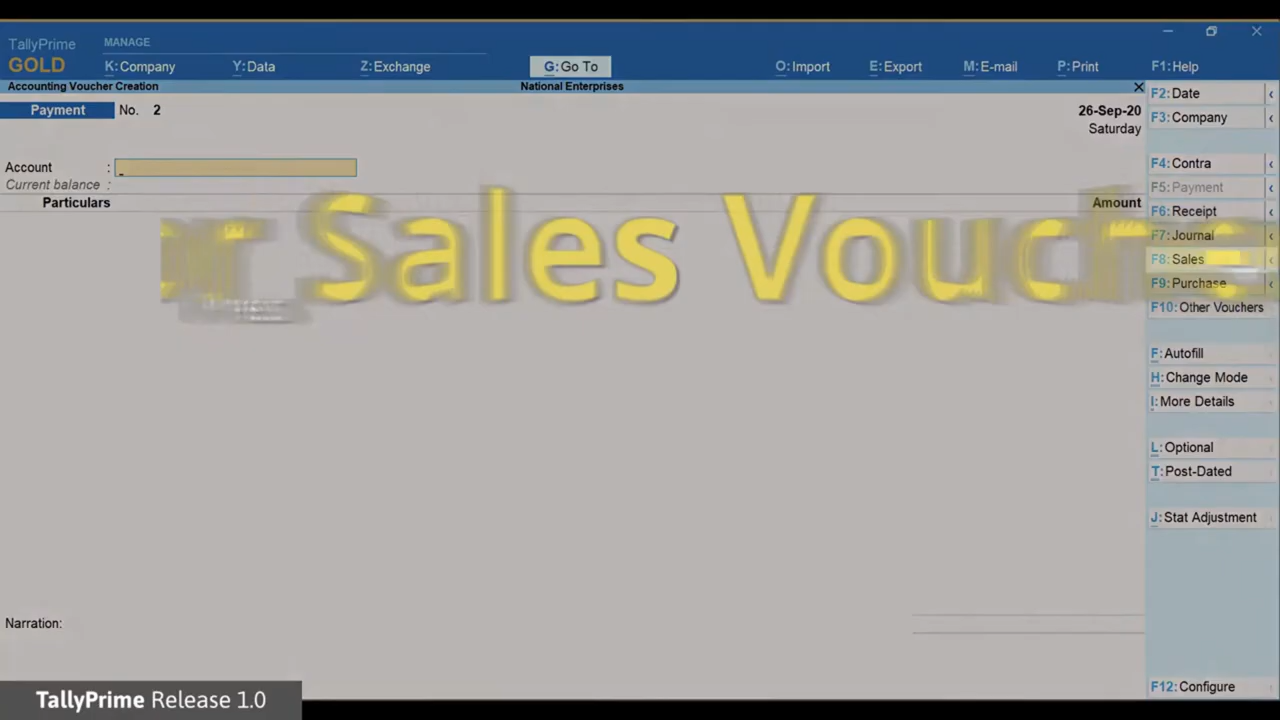 TallyPrime
MANAGE
GOLD
K:Company
Y:Data
Z:Exchange
G:Go To
O:Import
E:Export
M:E-mail
P:Print
F1:Help
Accounting Voucher Creation
National Enterprises
Payment No. 2
26-Sep-20
Saturday
Account :
Current balance :
Particulars
Amount
Sales
F2:Date
F3:Company
F4:Contra
F5:Payment
F6:Receipt
F7:Journal
F8:Sales
F9:Purchase
F10:Other Vouchers
F:Autofill
H:Change Mode
I:More Details
L:Optional
T:Post-Dated
J:Stat Adjustment
Narration:
F12:Configure
TallyPrime Release 1.0